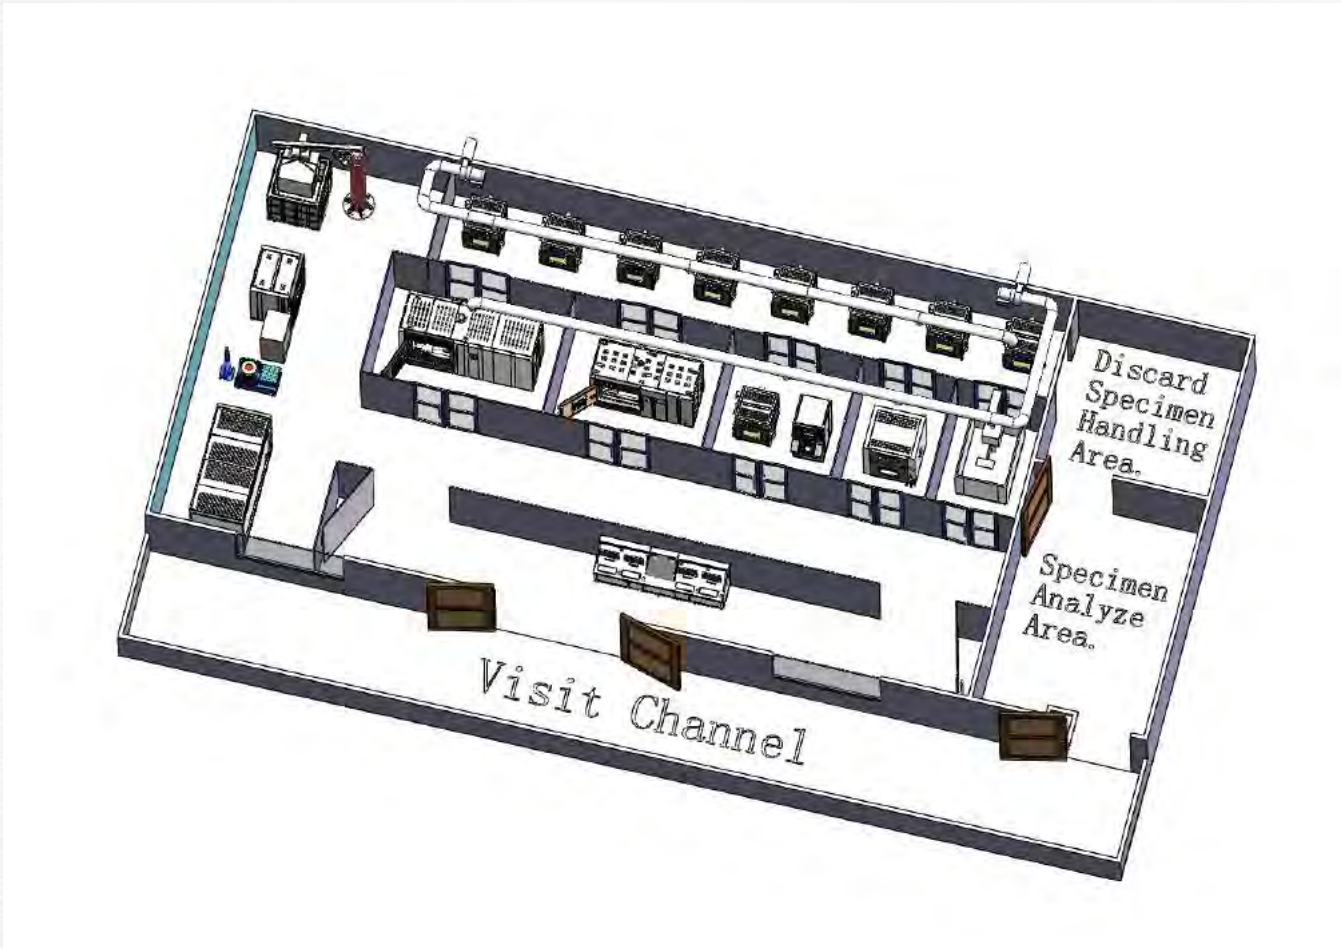 Discard
Specimen
Handling
Area.
Specimen
Analyze
Area.
Visit Channel